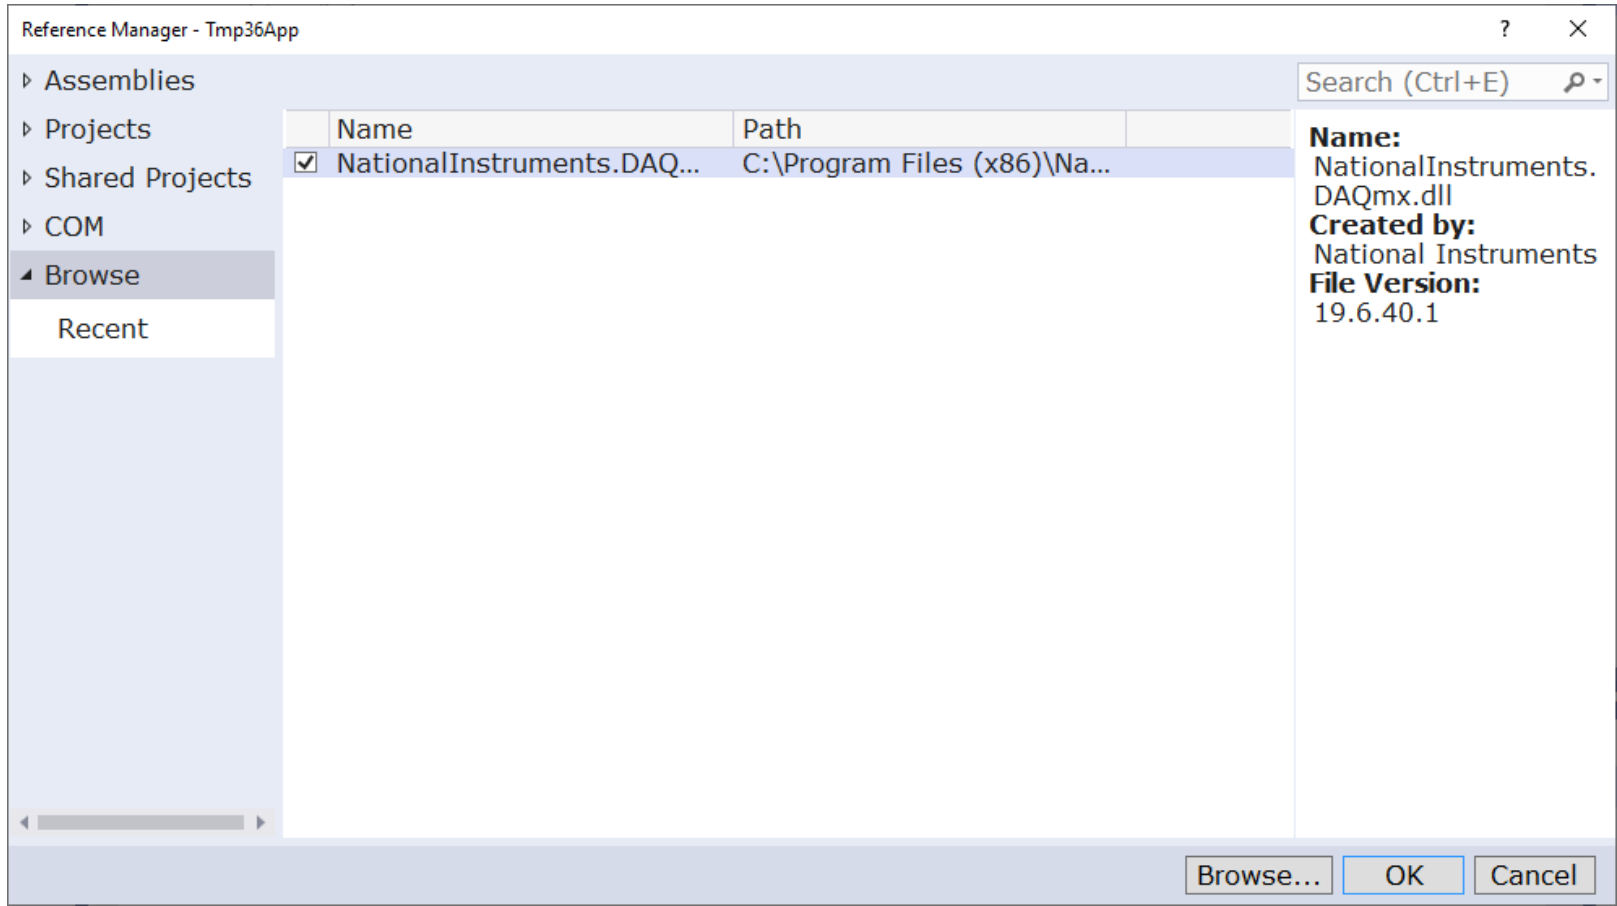 Reference Manager - Tmp36App
?
Assemblies
Search (Ctrl+E)
Projects
Shared Projects
COM
Browse
Recent
Name Path
NationalInstruments.DAQ... C:\Program Files (x86)\Na...
Name:
NationalInstruments.
DAQmx.dll
Created by:
National Instruments
File Version:
19.6.40.1
Browse... OK Cancel